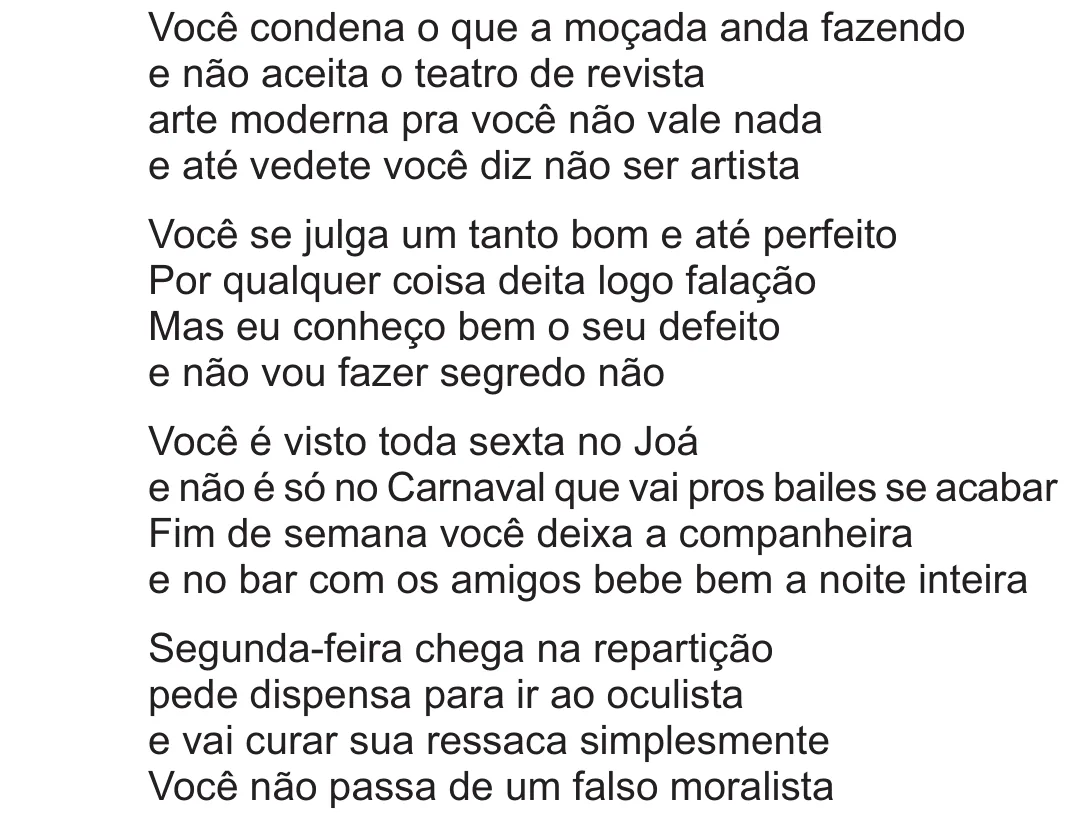 Você condena o que a moçada anda fazendo
e não aceita o teatro de revista
arte moderna pra você não vale nada
e até vedete você diz não ser artista
Você se julga um tanto bom e até perfeito
Por qualquer coisa deita logo falação
Mas eu conheço bem o seu defeito
e não vou fazer segredo não
Você é visto toda sexta no Joá
e não é só no Carnaval que vai pros bailes se acabar
Fim de semana você deixa a companheira
e no bar com os amigos bebe bem a noite inteira
Segunda-feira chega na repartição
pede dispensa para ir ao oculista
e vai curar sua ressaca simplesmente
Você não passa de um falso moralista